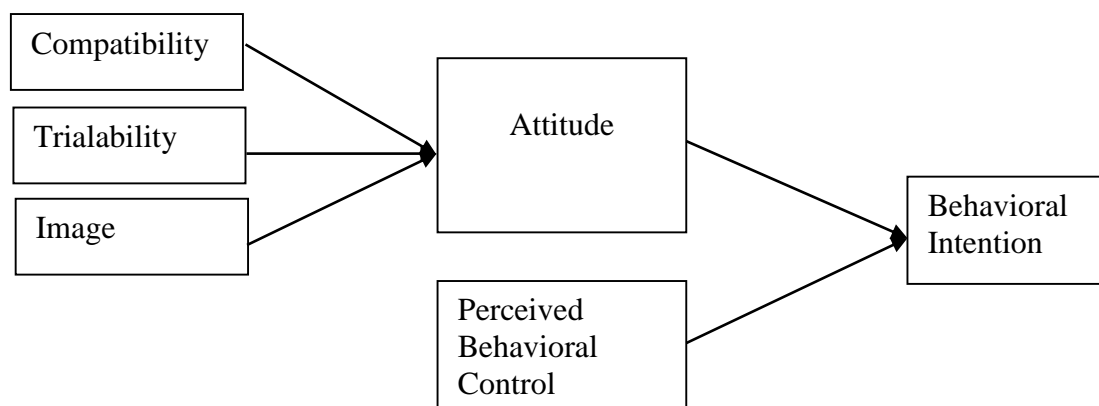 Compatibility
Trialability
Image
Attitude
Perceived
Behavioral
Control
Behavioral
Intention